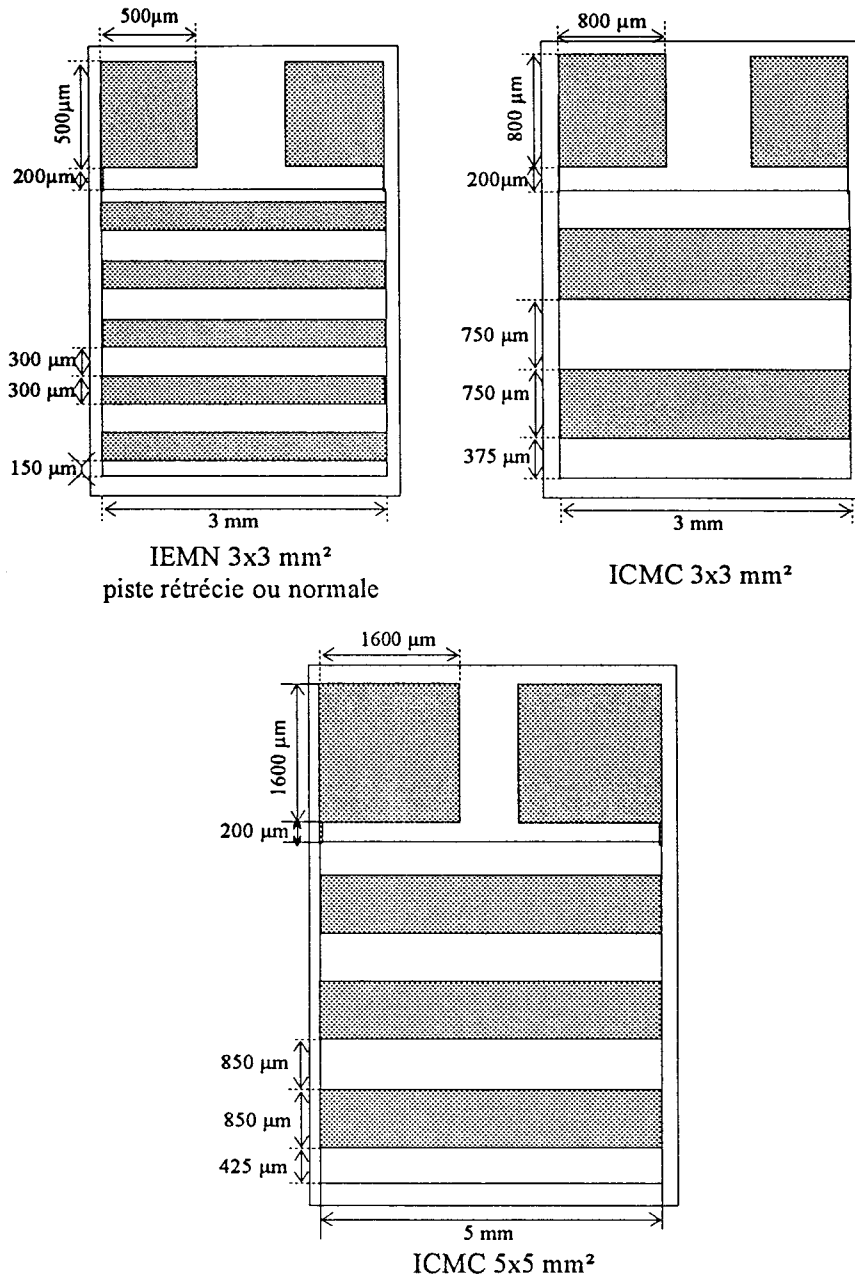 500µm
500µm
200µm
300 µm
300 µm
150 µm
3 mm
IEMN 3x3 mm²
piste rétrécie ou normale
800 µm
800 µm
200µm
750 µm
750 µm
375 µm
3 mm
ICMC 3x3 mm²
1600 µm
1600 µm
200 µm
850 µm
850 µm
425 µm
5 mm
ICMC 5x5 mm²